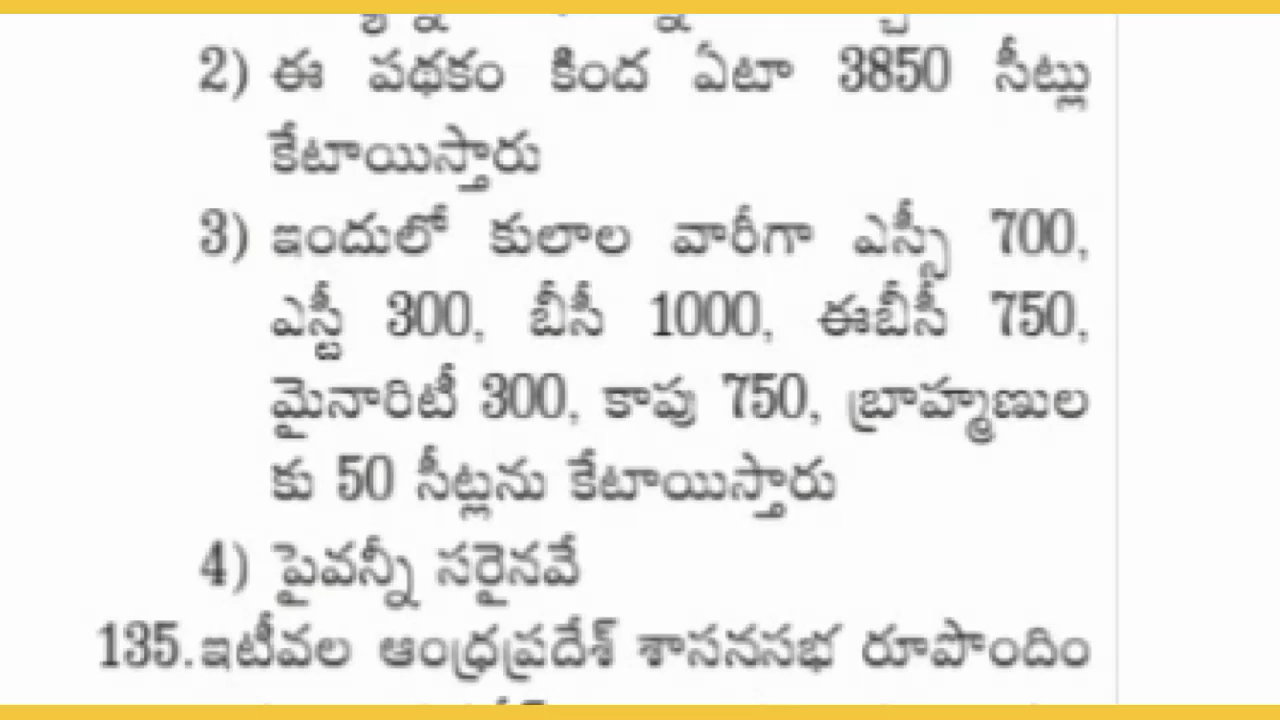 2) ఈ పథకం కింద ఏటా 3850 సీట్లు
కేటాయిస్తారు
3) ఇందులో కులాల వారీగా ఎస్సీ 700,
ఎస్టీ 300, బీసీ 1000, ఈబీసీ 750,
మైనారిటీ 300, కాపు 750, బ్రాహ్మణుల
కు 50 సీట్లను కేటాయిస్తారు
4) పైవన్నీ సరైనవే
135. ఇటీవల ఆంధ్రప్రదేశ్ శాసనసభ రూపొందిం